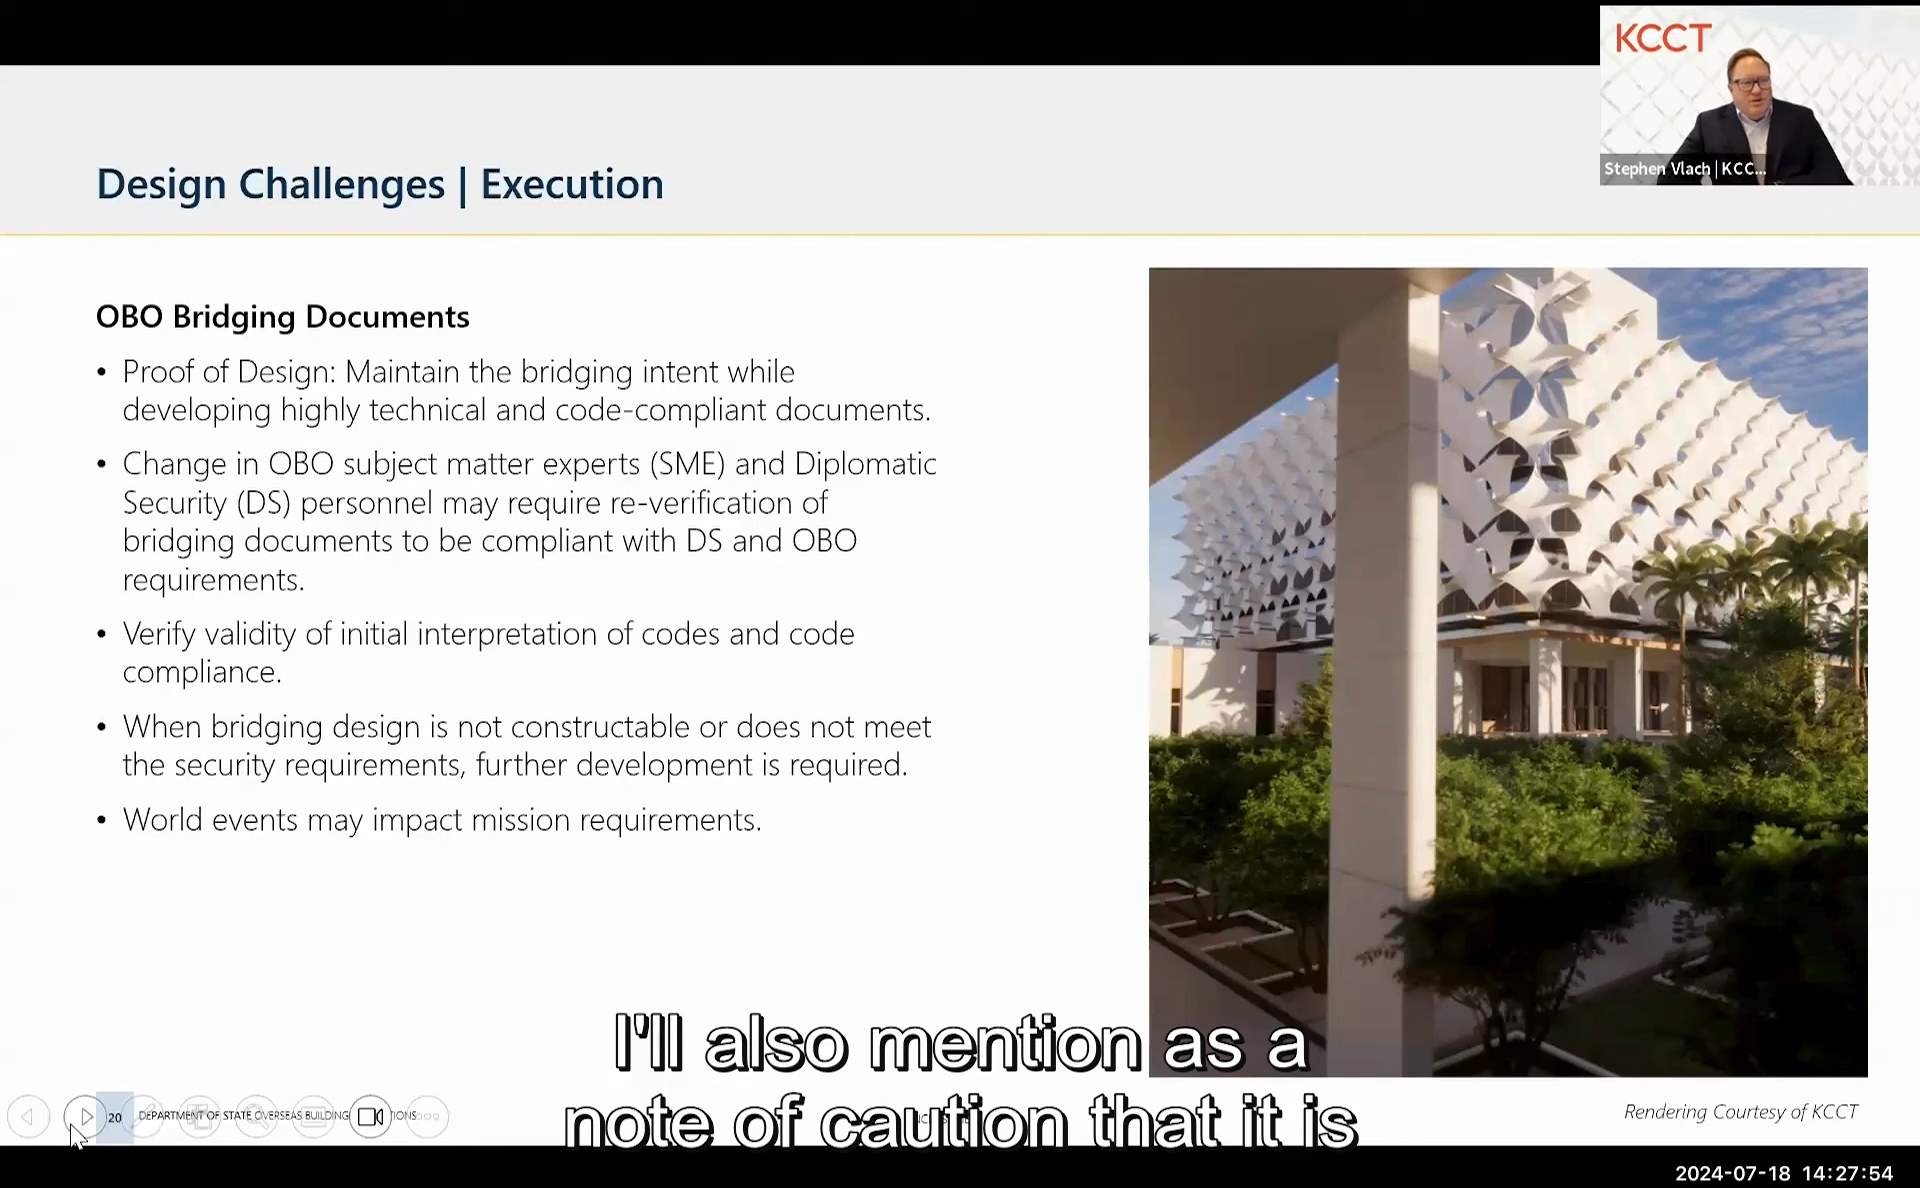 KCCT
Stephen Vlach | KCC...
Design Challenges | Execution
OBO Bridging Documents
• Proof of Design: Maintain the bridging intent while
developing highly technical and code-compliant documents.
• Change in OBO subject matter experts (SME) and Diplomatic
Security (DS) personnel may require re-verification of
bridging documents to be compliant with DS and OBO
requirements.
• Verify validity of initial interpretation of codes and code
compliance.
• When bridging design is not constructable or does not meet
the security requirements, further development is required.
• World events may impact mission requirements.
I'll also mention as a
note of caution that it is
20
DEPARTMENT OF STATE OVERSEAS BUILDING
Rendering Courtesy of KCCT
2024-07-18 14:27:54